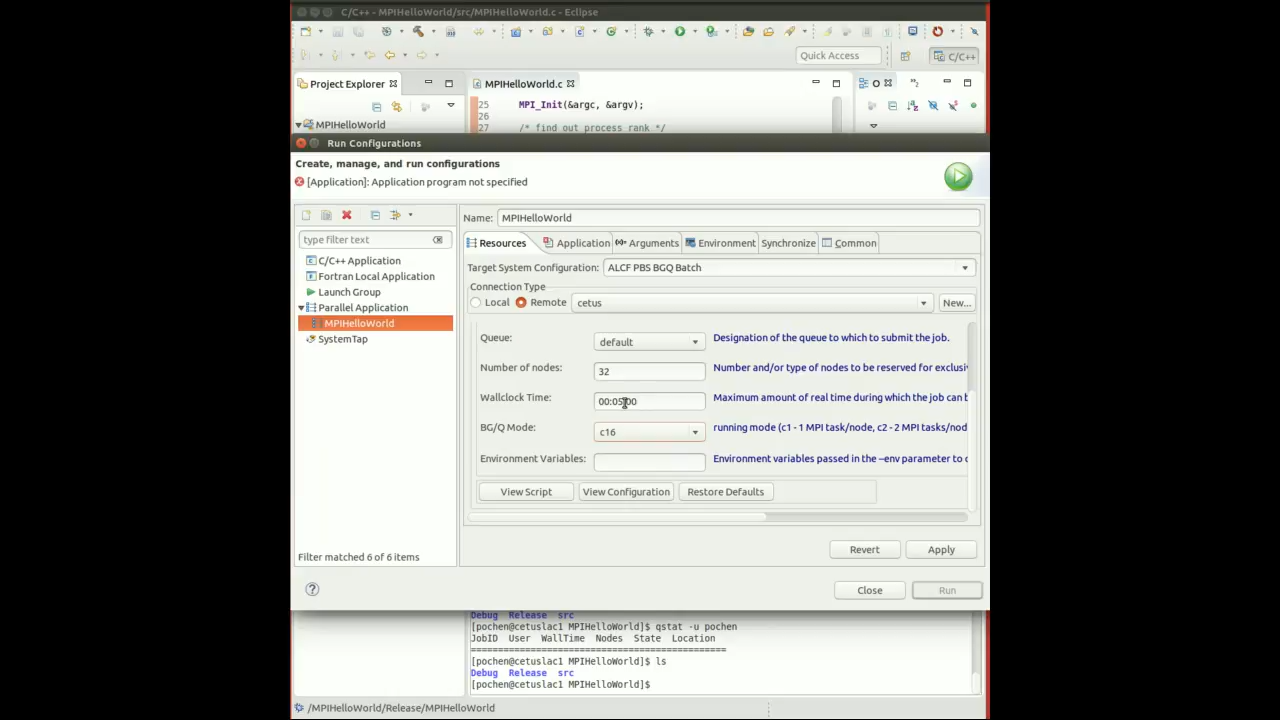 C/C++ - MPIHelloWorld/src/MPIHelloWorld.c - Eclipse
Quick Access
C/C++
Project Explorer
MPIHelloWorld.c
O
MPIHelloWorld
25 MPI_Init(&argc, &argv);
26
27 /* find out process rank */
Run Configurations
Create, manage, and run configurations
[Application]: Application program not specified
type filter text
C/C++ Application
Fortran Local Application
Launch Group
Parallel Application
MPIHelloWorld
SystemTap
Filter matched 6 of 6 items
Name: MPIHelloWorld
Resources Application Arguments Environment Synchronize Common
Target System Configuration: ALCF PBS BGQ Batch
Connection Type
Local Remote cetus New...
Queue: default Designation of the queue to which to submit the job.
Number of nodes: 32 Number and/or type of nodes to be reserved for exclusi
Wallclock Time: 00:05:00 Maximum amount of real time during which the job can b
BG/Q Mode: c16 running mode (c1 - 1 MPI task/node, c2 - 2 MPI tasks/nod
Environment Variables: Environment variables passed in the --env parameter to
View Script View Configuration Restore Defaults
Revert Apply
Close Run
Debug Release src
[pochen@cetuslac1 MPIHelloWorld]$ qstat -u pochen
JobID User WallTime Nodes State Location
==============================================
[pochen@cetuslac1 MPIHelloWorld]$ ls
Debug Release src
[pochen@cetuslac1 MPIHelloWorld]$
/MPIHelloWorld/Release/MPIHelloWorld